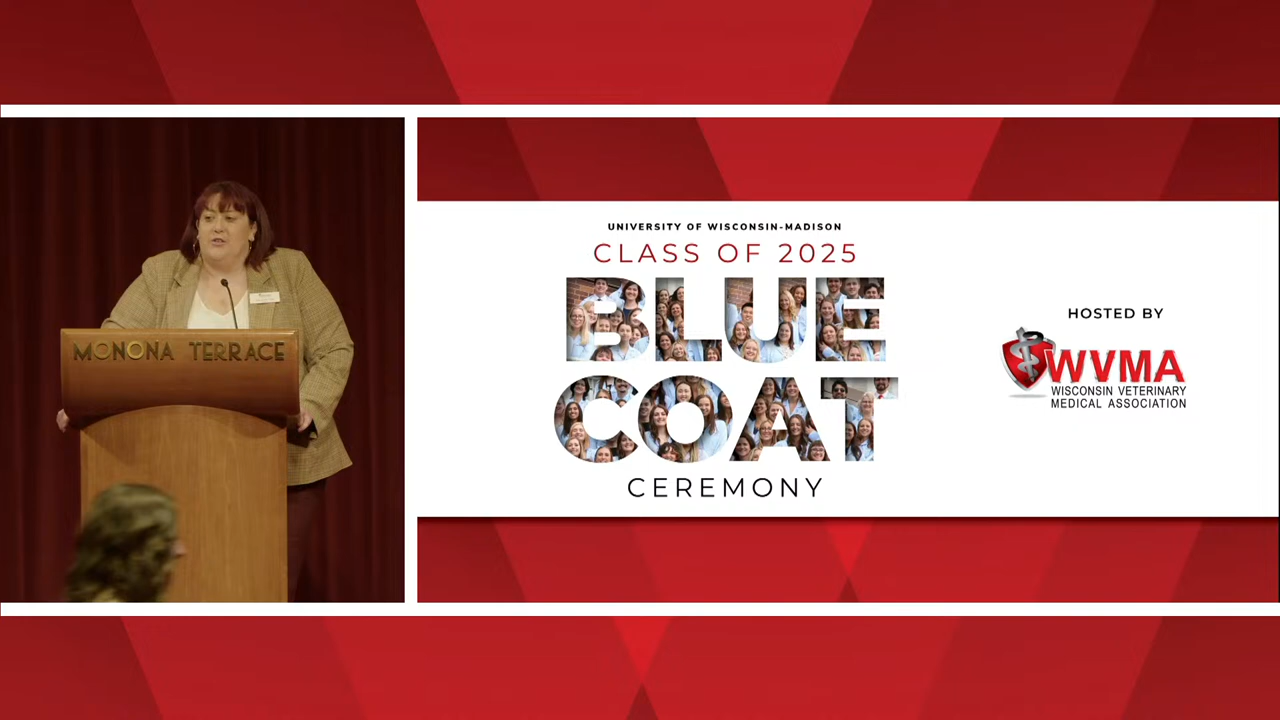 MONONA TERRACE
UNIVERSITY OF WISCONSIN-MADISON
CLASS OF 2025
BLUE
COAT
CEREMONY
HOSTED BY
WVMA
WISCONSIN VETERINARY
MEDICAL ASSOCIATION